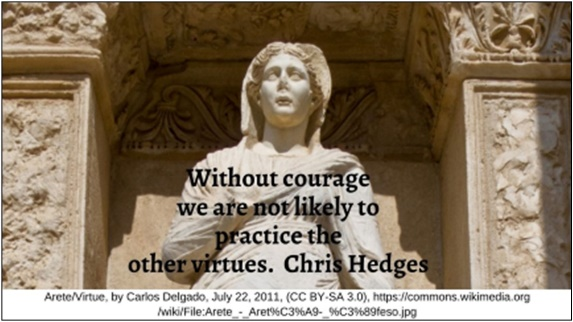 Without courage
we are not likely to
practice the
other virtues.  Chris Hedges
Arete/Virtue, by Carlos Delgado, July 22, 2011, (CC BY-SA 3.0), https://commons.wikimedia.org
/wiki/File:Arete_-_Aret%C3%A9-_%C3%89feso.jpg